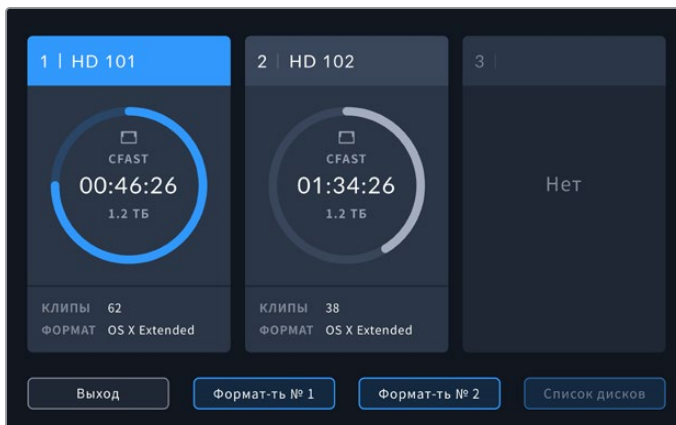 1 | HD 101
CFAST
00:46:26
1.2 ТБ
КЛИПЫ 62
ФОРМАТ OS X Extended
2 | HD 102
CFAST
01:34:26
1.2 ТБ
КЛИПЫ 38
ФОРМАТ OS X Extended
3 |
Нет
Выход
Формат-ть № 1
Формат-ть № 2
Список дисков